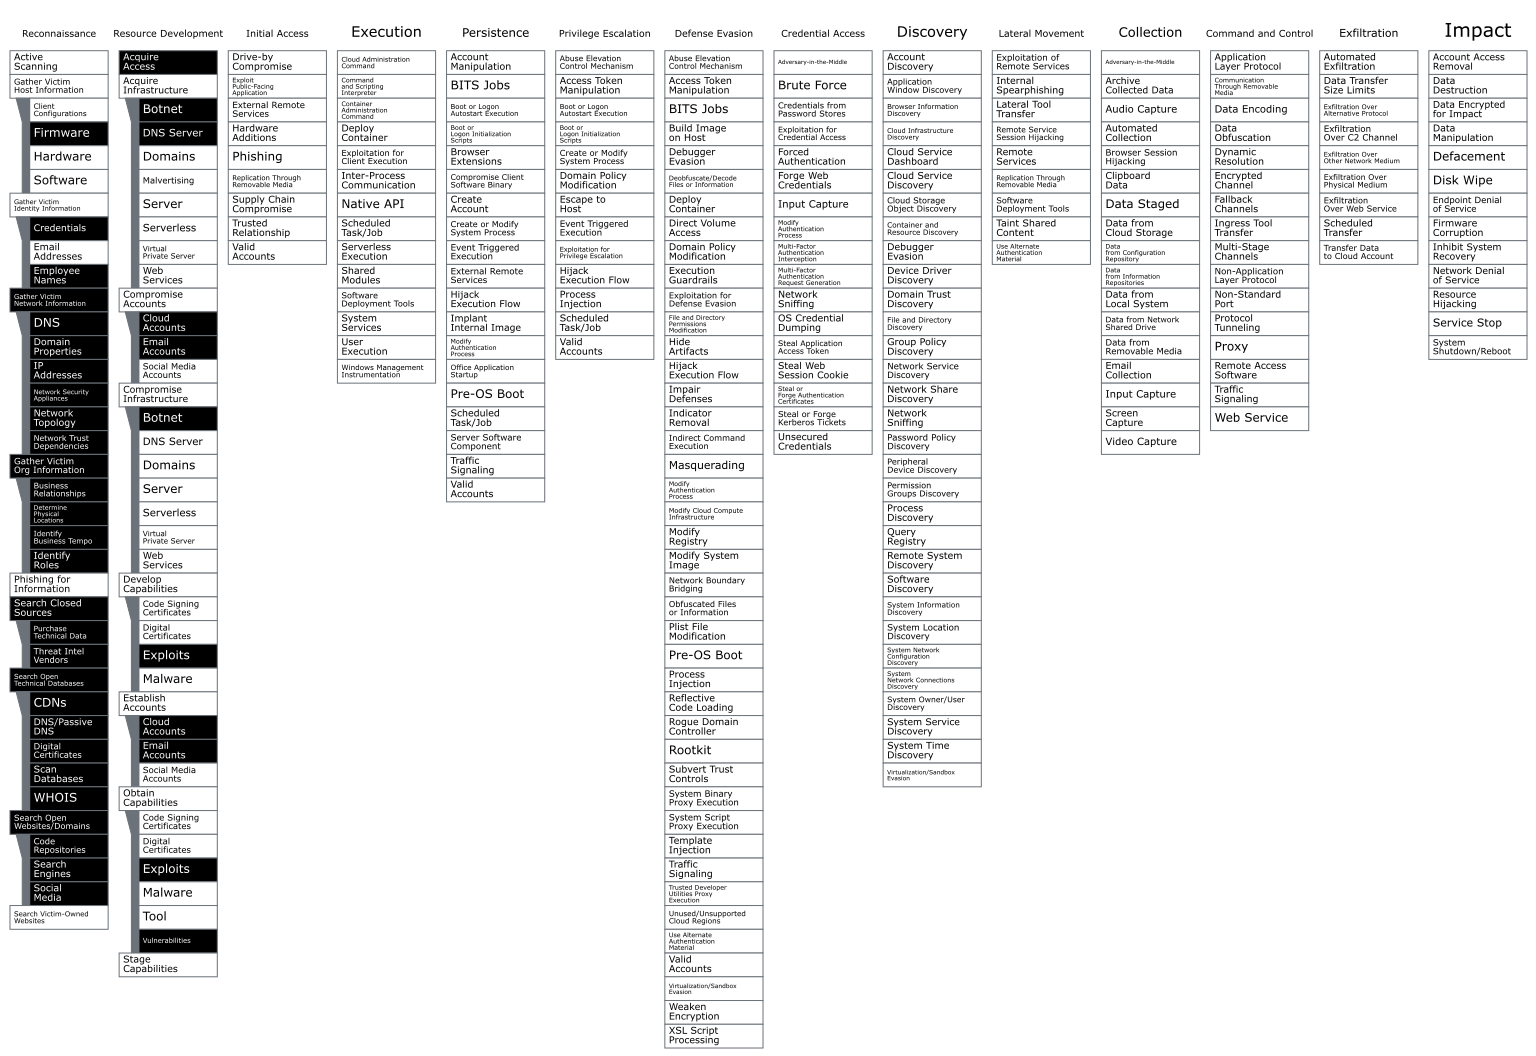 Reconnaissance
Active
Scanning
Gather Victim
Host Information
Client
Configurations
Firmware
Hardware
Software
Gather Victim
Identity Information
Credentials
Email
Addresses
Employee
Names
Gather Victim
Network Information
DNS
Domain
Properties
IP
Addresses
Network Security
Appliances
Network
Topology
Network Trust
Dependencies
Gather Victim
Org Information
Business
Relationships
Determine
Physical
Locations
Identify
Business Tempo
Identify
Roles
Phishing for
Information
Search Closed
Sources
Purchase
Technical Data
Threat Intel
Vendors
Search Open
Technical Databases
CDNs
DNS/Passive
DNS
Digital
Certificates
Scan
Databases
WHOIS
Search Open
Websites/Domains
Code
Repositories
Search
Engines
Social
Media
Search Victim-Owned
Websites
Resource Development
Acquire
Access
Acquire
Infrastructure
Botnet
DNS Server
Domains
Malvertising
Server
Serverless
Virtual
Private Server
Web
Services
Compromise
Accounts
Cloud
Accounts
Email
Accounts
Social Media
Accounts
Compromise
Infrastructure
Botnet
DNS Server
Domains
Server
Serverless
Virtual
Private Server
Web
Services
Develop
Capabilities
Code Signing
Certificates
Digital
Certificates
Exploits
Malware
Establish
Accounts
Cloud
Accounts
Email
Accounts
Social Media
Accounts
Obtain
Capabilities
Code Signing
Certificates
Digital
Certificates
Exploits
Malware
Tool
Vulnerabilities
Stage
Capabilities
Initial Access
Drive-by
Compromise
Exploit
Public-Facing
Application
External Remote
Services
Hardware
Additions
Phishing
Replication Through
Removable Media
Supply Chain
Compromise
Trusted
Relationship
Valid
Accounts
Execution
Cloud Administration
Command
Command
and Scripting
Interpreter
Container
Administration
Command
Deploy
Container
Exploitation for
Client Execution
Inter-Process
Communication
Native API
Scheduled
Task/Job
Serverless
Execution
Shared
Modules
Software
Deployment Tools
System
Services
User
Execution
Windows Management
Instrumentation
Persistence
Account
Manipulation
BITS Jobs
Boot or Logon
Autostart Execution
Boot or
Logon Initialization
Scripts
Browser
Extensions
Compromise Client
Software Binary
Create
Account
Create or Modify
System Process
Event Triggered
Execution
External Remote
Services
Hijack
Execution Flow
Implant
Internal Image
Modify
Authentication
Process
Office Application
Startup
Pre-OS Boot
Scheduled
Task/Job
Server Software
Component
Traffic
Signaling
Valid
Accounts
Privilege Escalation
Abuse Elevation
Control Mechanism
Access Token
Manipulation
Boot or Logon
Autostart Execution
Boot or
Logon Initialization
Scripts
Create or Modify
System Process
Domain Policy
Modification
Escape to
Host
Event Triggered
Execution
Exploitation for
Privilege Escalation
Hijack
Execution Flow
Process
Injection
Scheduled
Task/Job
Valid
Accounts
Defense Evasion
Abuse Elevation
Control Mechanism
Access Token
Manipulation
BITS Jobs
Build Image
on Host
Debugger
Evasion
Deobfuscate/Decode
Files or Information
Deploy
Container
Direct Volume
Access
Domain Policy
Modification
Execution
Guardrails
Exploitation for
Defense Evasion
File and Directory
Permissions
Modification
Hide
Artifacts
Hijack
Execution Flow
Impair
Defenses
Indicator
Removal
Indirect Command
Execution
Masquerading
Modify
Authentication
Process
Modify Cloud Compute
Infrastructure
Modify
Registry
Modify System
Image
Network Boundary
Bridging
Obfuscated Files
or Information
Plist File
Modification
Pre-OS Boot
Process
Injection
Reflective
Code Loading
Rogue Domain
Controller
Rootkit
Subvert Trust
Controls
System Binary
Proxy Execution
System Script
Proxy Execution
Template
Injection
Traffic
Signaling
Trusted Developer
Utilities Proxy
Execution
Unused/Unsupported
Cloud Regions
Use Alternate
Authentication
Material
Valid
Accounts
Virtualization/Sandbox
Evasion
Weaken
Encryption
XSL Script
Processing
Credential Access
Adversary-in-the-Middle
Brute Force
Credentials from
Password Stores
Exploitation for
Credential Access
Forced
Authentication
Forge Web
Credentials
Input Capture
Modify
Authentication
Process
Multi-Factor
Authentication
Interception
Multi-Factor
Authentication
Request Generation
Network
Sniffing
OS Credential
Dumping
Steal Application
Access Token
Steal Web
Session Cookie
Steal or
Forge Authentication
Certificates
Steal or Forge
Kerberos Tickets
Unsecured
Credentials
Discovery
Account
Discovery
Application
Window Discovery
Browser Information
Discovery
Cloud Infrastructure
Discovery
Cloud Service
Dashboard
Cloud Service
Discovery
Cloud Storage
Object Discovery
Container and
Resource Discovery
Debugger
Evasion
Device Driver
Discovery
Domain Trust
Discovery
File and Directory
Discovery
Group Policy
Discovery
Network Service
Discovery
Network Share
Discovery
Network
Sniffing
Password Policy
Discovery
Peripheral
Device Discovery
Permission
Groups Discovery
Process
Discovery
Query
Registry
Remote System
Discovery
Software
Discovery
System Information
Discovery
System Location
Discovery
System Network
Configuration
Discovery
System
Network Connections
Discovery
System Owner/User
Discovery
System Service
Discovery
System Time
Discovery
Virtualization/Sandbox
Evasion
Lateral Movement
Exploitation of
Remote Services
Internal
Spearphishing
Lateral Tool
Transfer
Remote Service
Session Hijacking
Remote
Services
Replication Through
Removable Media
Software
Deployment Tools
Taint Shared
Content
Use Alternate
Authentication
Material
Collection
Adversary-in-the-Middle
Archive
Collected Data
Audio Capture
Automated
Collection
Browser Session
Hijacking
Clipboard
Data
Data Staged
Data from
Cloud Storage
Data
from Configuration
Repository
Data
from Information
Repositories
Data from
Local System
Data from Network
Shared Drive
Data from
Removable Media
Email
Collection
Input Capture
Screen
Capture
Video Capture
Command and Control
Application
Layer Protocol
Communication
Through Removable
Media
Data Encoding
Data
Obfuscation
Dynamic
Resolution
Encrypted
Channel
Fallback
Channels
Ingress Tool
Transfer
Multi-Stage
Channels
Non-Application
Layer Protocol
Non-Standard
Port
Protocol
Tunneling
Proxy
Remote Access
Software
Traffic
Signaling
Web Service
Exfiltration
Automated
Exfiltration
Data Transfer
Size Limits
Exfiltration Over
Alternative Protocol
Exfiltration
Over C2 Channel
Exfiltration Over
Other Network Medium
Exfiltration Over
Physical Medium
Exfiltration
Over Web Service
Scheduled
Transfer
Transfer Data
to Cloud Account
Impact
Account Access
Removal
Data
Destruction
Data Encrypted
for Impact
Data
Manipulation
Defacement
Disk Wipe
Endpoint Denial
of Service
Firmware
Corruption
Inhibit System
Recovery
Network Denial
of Service
Resource
Hijacking
Service Stop
System
Shutdown/Reboot